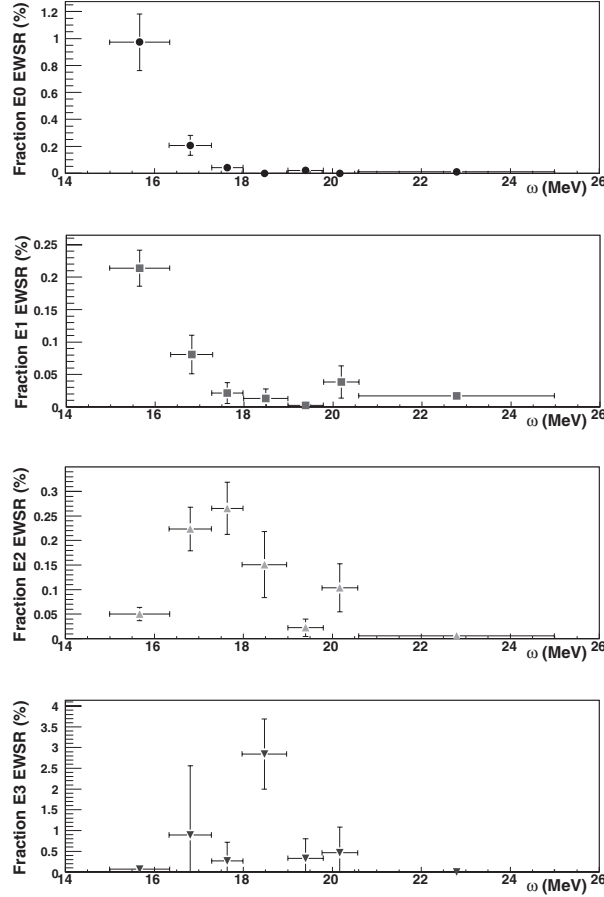 Fraction E0 EWSR (%)
1.2
1
0.8
0.6
0.4
0.2
0
14 16 18 20 22 24 26
ω (MeV)
Fraction E1 EWSR (%)
0.25
0.2
0.15
0.1
0.05
0
14 16 18 20 22 24 26
ω (MeV)
Fraction E2 EWSR (%)
0.3
0.25
0.2
0.15
0.1
0.05
0
14 16 18 20 22 24 26
ω (MeV)
Fraction E3 EWSR (%)
4
3.5
3
2.5
2
1.5
1
0.5
0
14 16 18 20 22 24 26
ω (MeV)